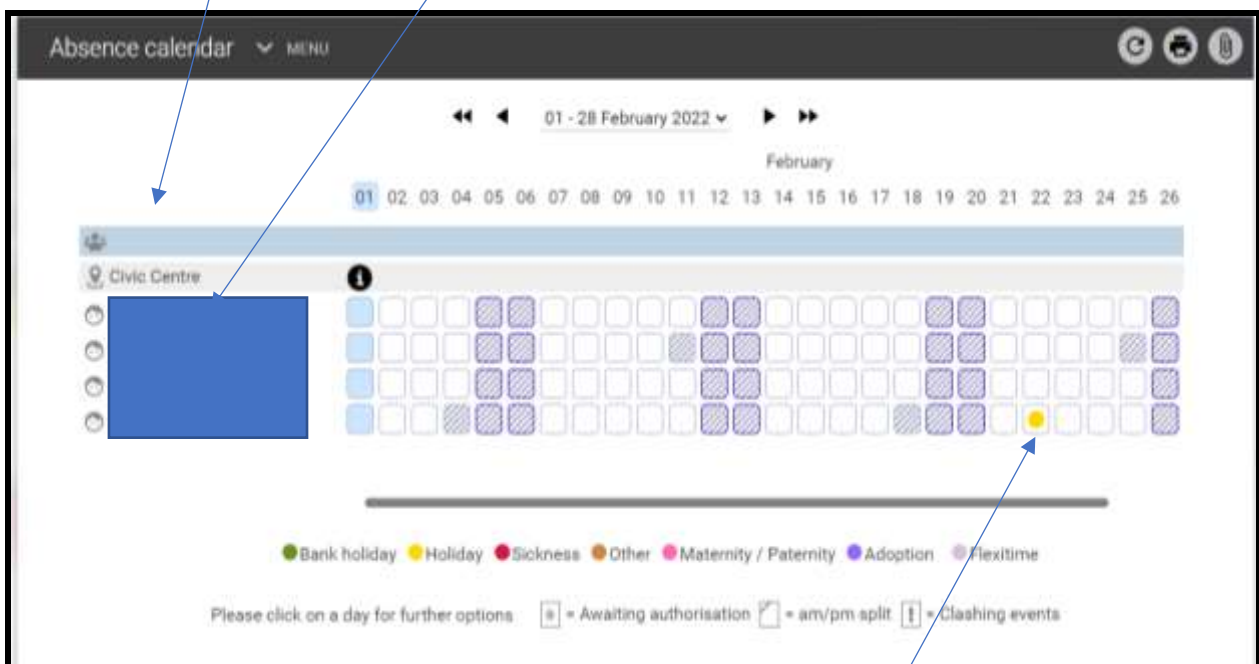 Absence calendar MENU
01 - 28 February 2022
February
01 02 03 04 05 06 07 08 09 10 11 12 13 14 15 16 17 18 19 20 21 22 23 24 25 26
Civic Centre
Bank holiday Holiday Sickness Other Maternity / Paternity Adoption Flexitime
Please click on a day for further options = Awaiting authorisation = am/pm split = Clashing events